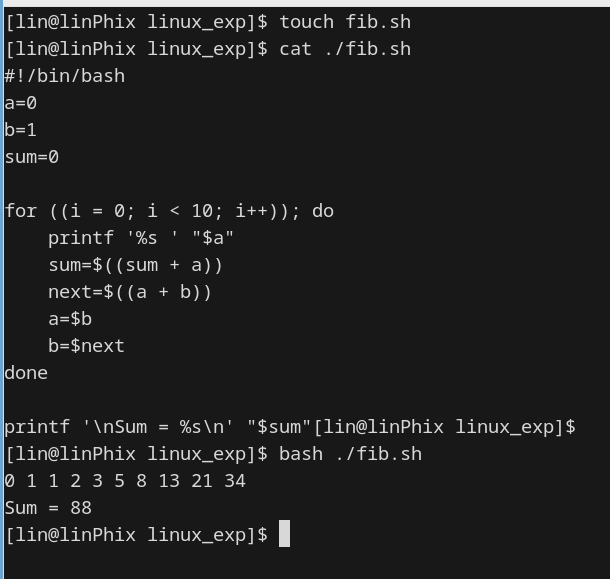 [lin@linPhix linux_exp]$ touch fib.sh
[lin@linPhix linux_exp]$ cat ./fib.sh
#!/bin/bash
a=0
b=1
sum=0

for ((i = 0; i < 10; i++)); do
    printf '%s ' "$a"
    sum=$((sum + a))
    next=$((a + b))
    a=$b
    b=$next
done

printf '\nSum = %s\n' "$sum"[lin@linPhix linux_exp]$
[lin@linPhix linux_exp]$ bash ./fib.sh
0 1 1 2 3 5 8 13 21 34
Sum = 88
[lin@linPhix linux_exp]$